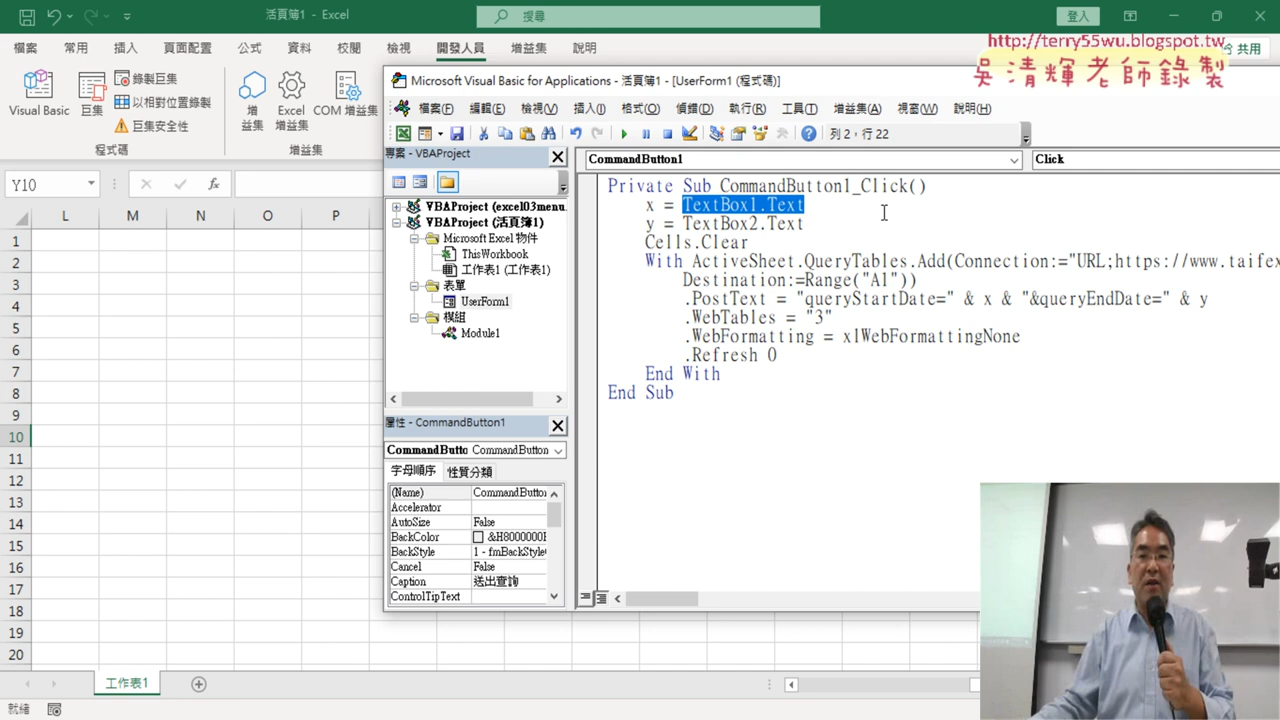 活頁簿1 - Excel
搜尋
登入
http://terry55wu.blogspot.tw
吳清輝老師錄製
檔案 常用 插入 頁面配置 公式 資料 校閱 檢視 開發人員 增益集 說明
共用
Visual Basic
巨集
錄製巨集
以相對位置錄製
巨集安全性
程式碼
增益集
Excel 增益集
COM 增益集
增益集
Microsoft Visual Basic for Applications - 活頁簿1 - [UserForm1 (程式碼)]
檔案(F) 編輯(E) 檢視(V) 插入(I) 格式(O) 偵錯(D) 執行(R) 工具(T) 增益集(A) 視窗(W) 說明(H)
列 2，行 22
專案 - VBAProject
VBAProject (excel03menu.
VBAProject (活頁簿1)
Microsoft Excel 物件
ThisWorkbook
工作表1 (工作表1)
表單
UserForm1
模組
Module1
屬性 - CommandButton1
CommandButto CommandButton
字母順序 性質分類
(Name) CommandButton
Accelerator
AutoSize False
BackColor &H8000000F
BackStyle 1 - fmBackStyle
Cancel False
Caption 送出查詢
ControlTipText
CommandButton1
Click
Private Sub CommandButton1_Click()
x = TextBox1.Text
y = TextBox2.Text
Cells.Clear
With ActiveSheet.QueryTables.Add(Connection:="URL;https://www.taifex
Destination:=Range("A1"))
.PostText = "queryStartDate=" & x & "&queryEndDate=" & y
.WebTables = "3"
.WebFormatting = xlWebFormattingNone
.Refresh 0
End With
End Sub
Y10
fx
L M N O P
1
2
3
4
5
6
7
8
9
10
11
12
13
14
15
16
17
18
19
20
工作表1
就緒